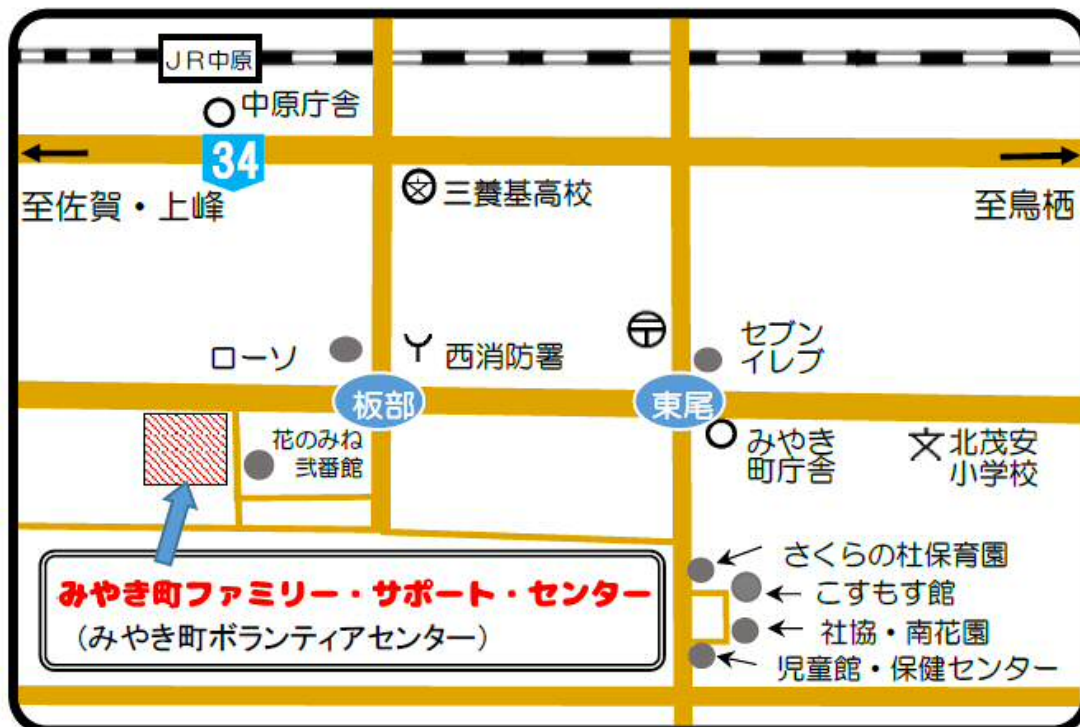 JR中原
中原庁舎
34
至佐賀・上峰
三養基高校
至鳥栖
ローソ
西消防署
セブン
イレブ
板部
東尾
花のみね
弐番館
みやき
町庁舎
文
北茂安
小学校
さくらの杜保育園
こすもす館
社協・南花園
児童館・保健センター
みやき町ファミリー・サポート・センター
(みやき町ボランティアセンター)